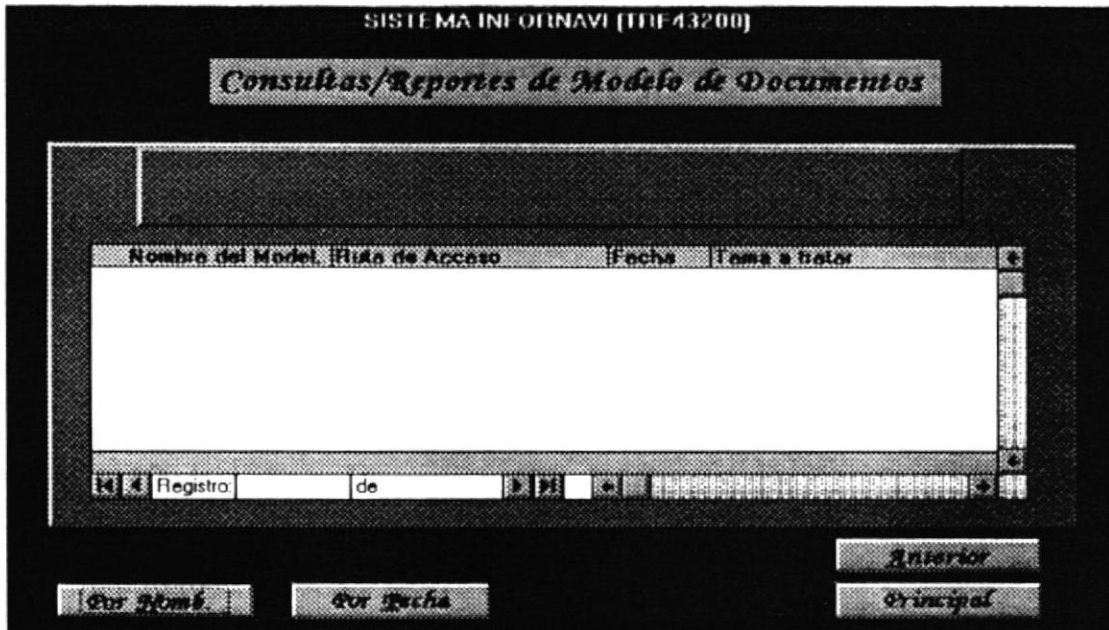 SISTEMA INFORNAVI (TRF43200)
Consultas/Reportes de Modelo de Documentos
Nombre del Model. Ruta de Acceso Fecha Tema a tratar
Registro: de
Anterior
Por Nomb. Por Fecha Principal